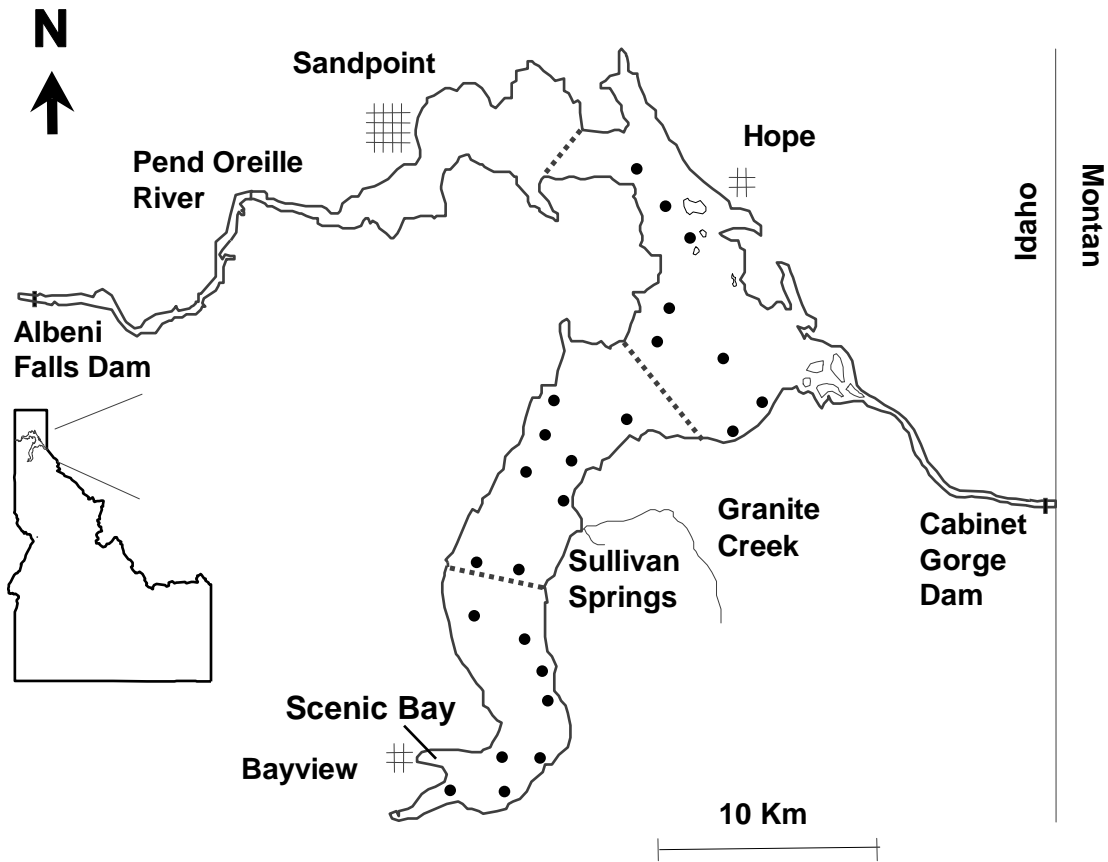 N
Sandpoint
Hope
Pend Oreille
River
Idaho
Montan
Albeni
Falls Dam
Granite
Creek
Cabinet
Gorge
Dam
Sullivan
Springs
Scenic Bay
Bayview
10 Km